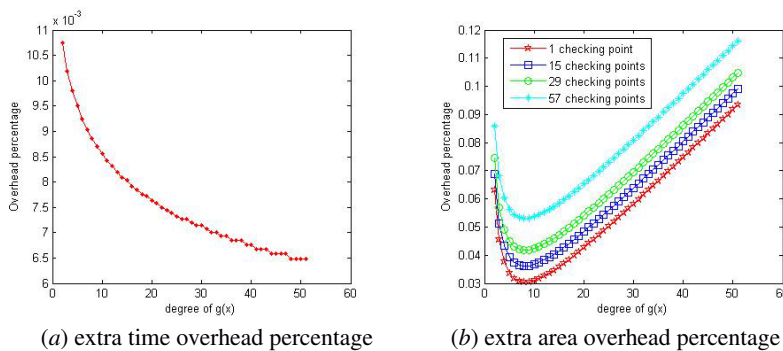 x 10⁻³
11
10.5
10
9.5
9
8.5
8
7.5
7
6.5
6
Overhead percentage
0 10 20 30 40 50 60
degree of g(x)
(a) extra time overhead percentage
0.12
0.11
0.1
0.09
0.08
0.07
0.06
0.05
0.04
0.03
Overhead percentage
1 checking point
15 checking points
29 checking points
57 checking points
0 10 20 30 40 50 60
degree of g(x)
(b) extra area overhead percentage